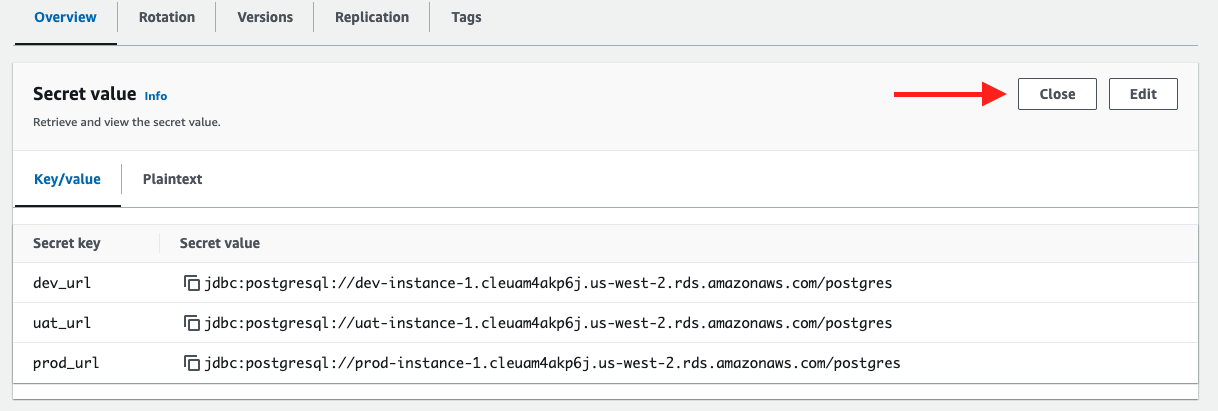 Overview Rotation Versions Replication Tags
Secret value Info Close Edit
Retrieve and view the secret value.
Key/value Plaintext
Secret key Secret value
dev_url jdbc:postgresql://dev-instance-1.cleuam4akp6j.us-west-2.rds.amazonaws.com/postgres
uat_url jdbc:postgresql://uat-instance-1.cleuam4akp6j.us-west-2.rds.amazonaws.com/postgres
prod_url jdbc:postgresql://prod-instance-1.cleuam4akp6j.us-west-2.rds.amazonaws.com/postgres